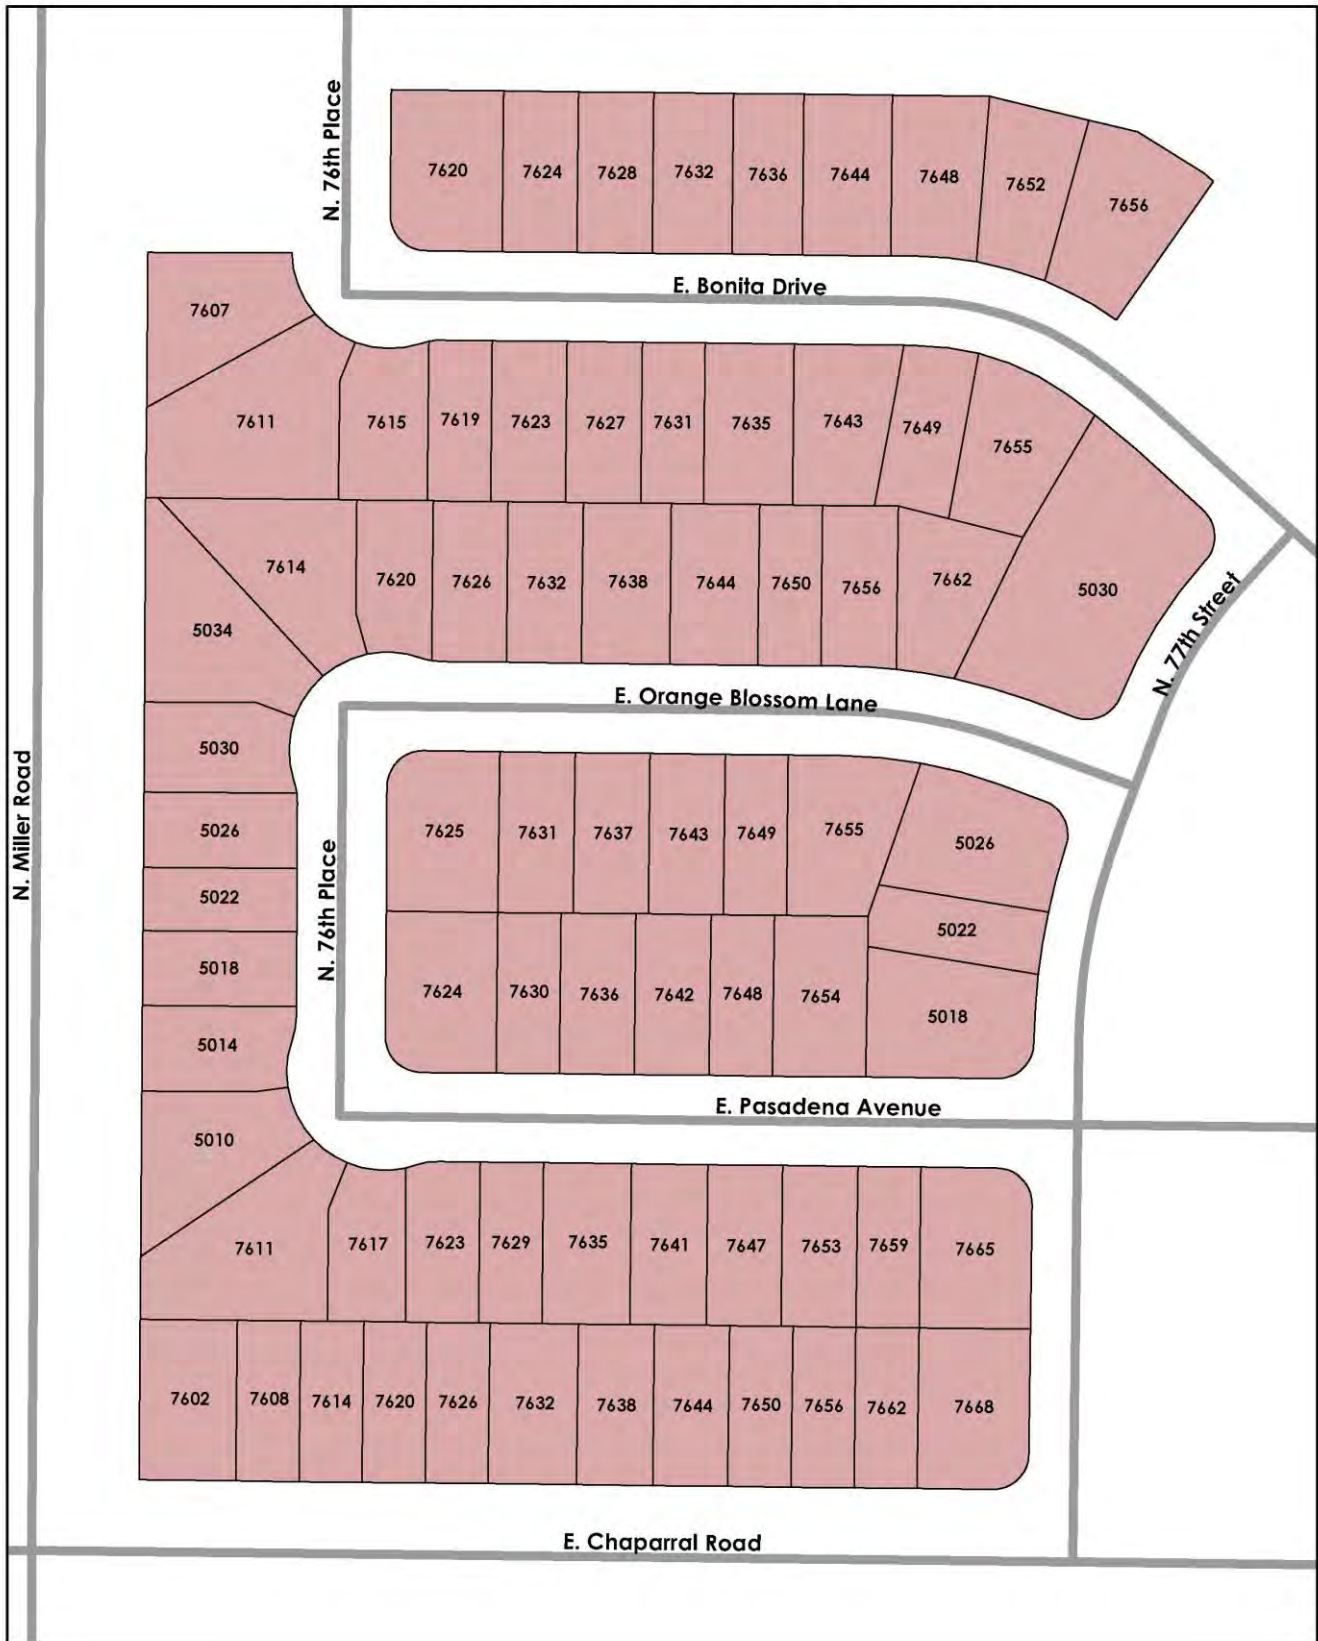 N. 76th Place
7620 7624 7628 7632 7636 7644 7648 7652 7656
E. Bonita Drive
7607
7611 7615 7619 7623 7627 7631 7635 7643 7649 7655
5034 7614 7620 7626 7632 7638 7644 7650 7656 7662 5030
N. 77th Street
E. Orange Blossom Lane
N. Miller Road
5030
5026
5022
5018
5014
5010
N. 76th Place
7625 7631 7637 7643 7649 7655 5026
5022
7624 7630 7636 7642 7648 7654 5018
E. Pasadena Avenue
7611 7617 7623 7629 7635 7641 7647 7653 7659 7665
7602 7608 7614 7620 7626 7632 7638 7644 7650 7656 7662 7668
E. Chaparral Road